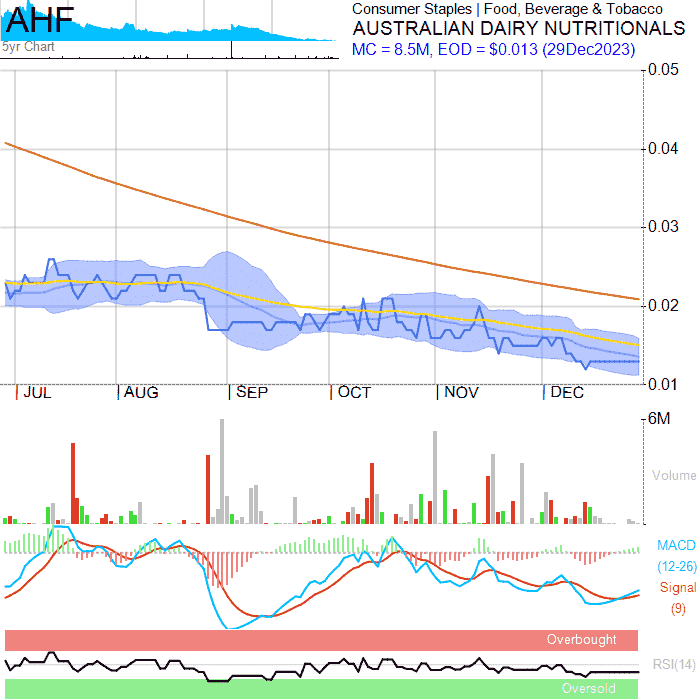 AHF
5yr Chart
Consumer Staples | Food, Beverage & Tobacco
AUSTRALIAN DAIRY NUTRITIONALS
MC = 8.5M, EOD = $0.013 (29Dec2023)
0.05
0.04
0.03
0.02
0.01
JUL AUG SEP OCT NOV DEC
6M
Volume
MACD
(12-26)
Signal
(9)
Overbought
RSI(14)
Oversold